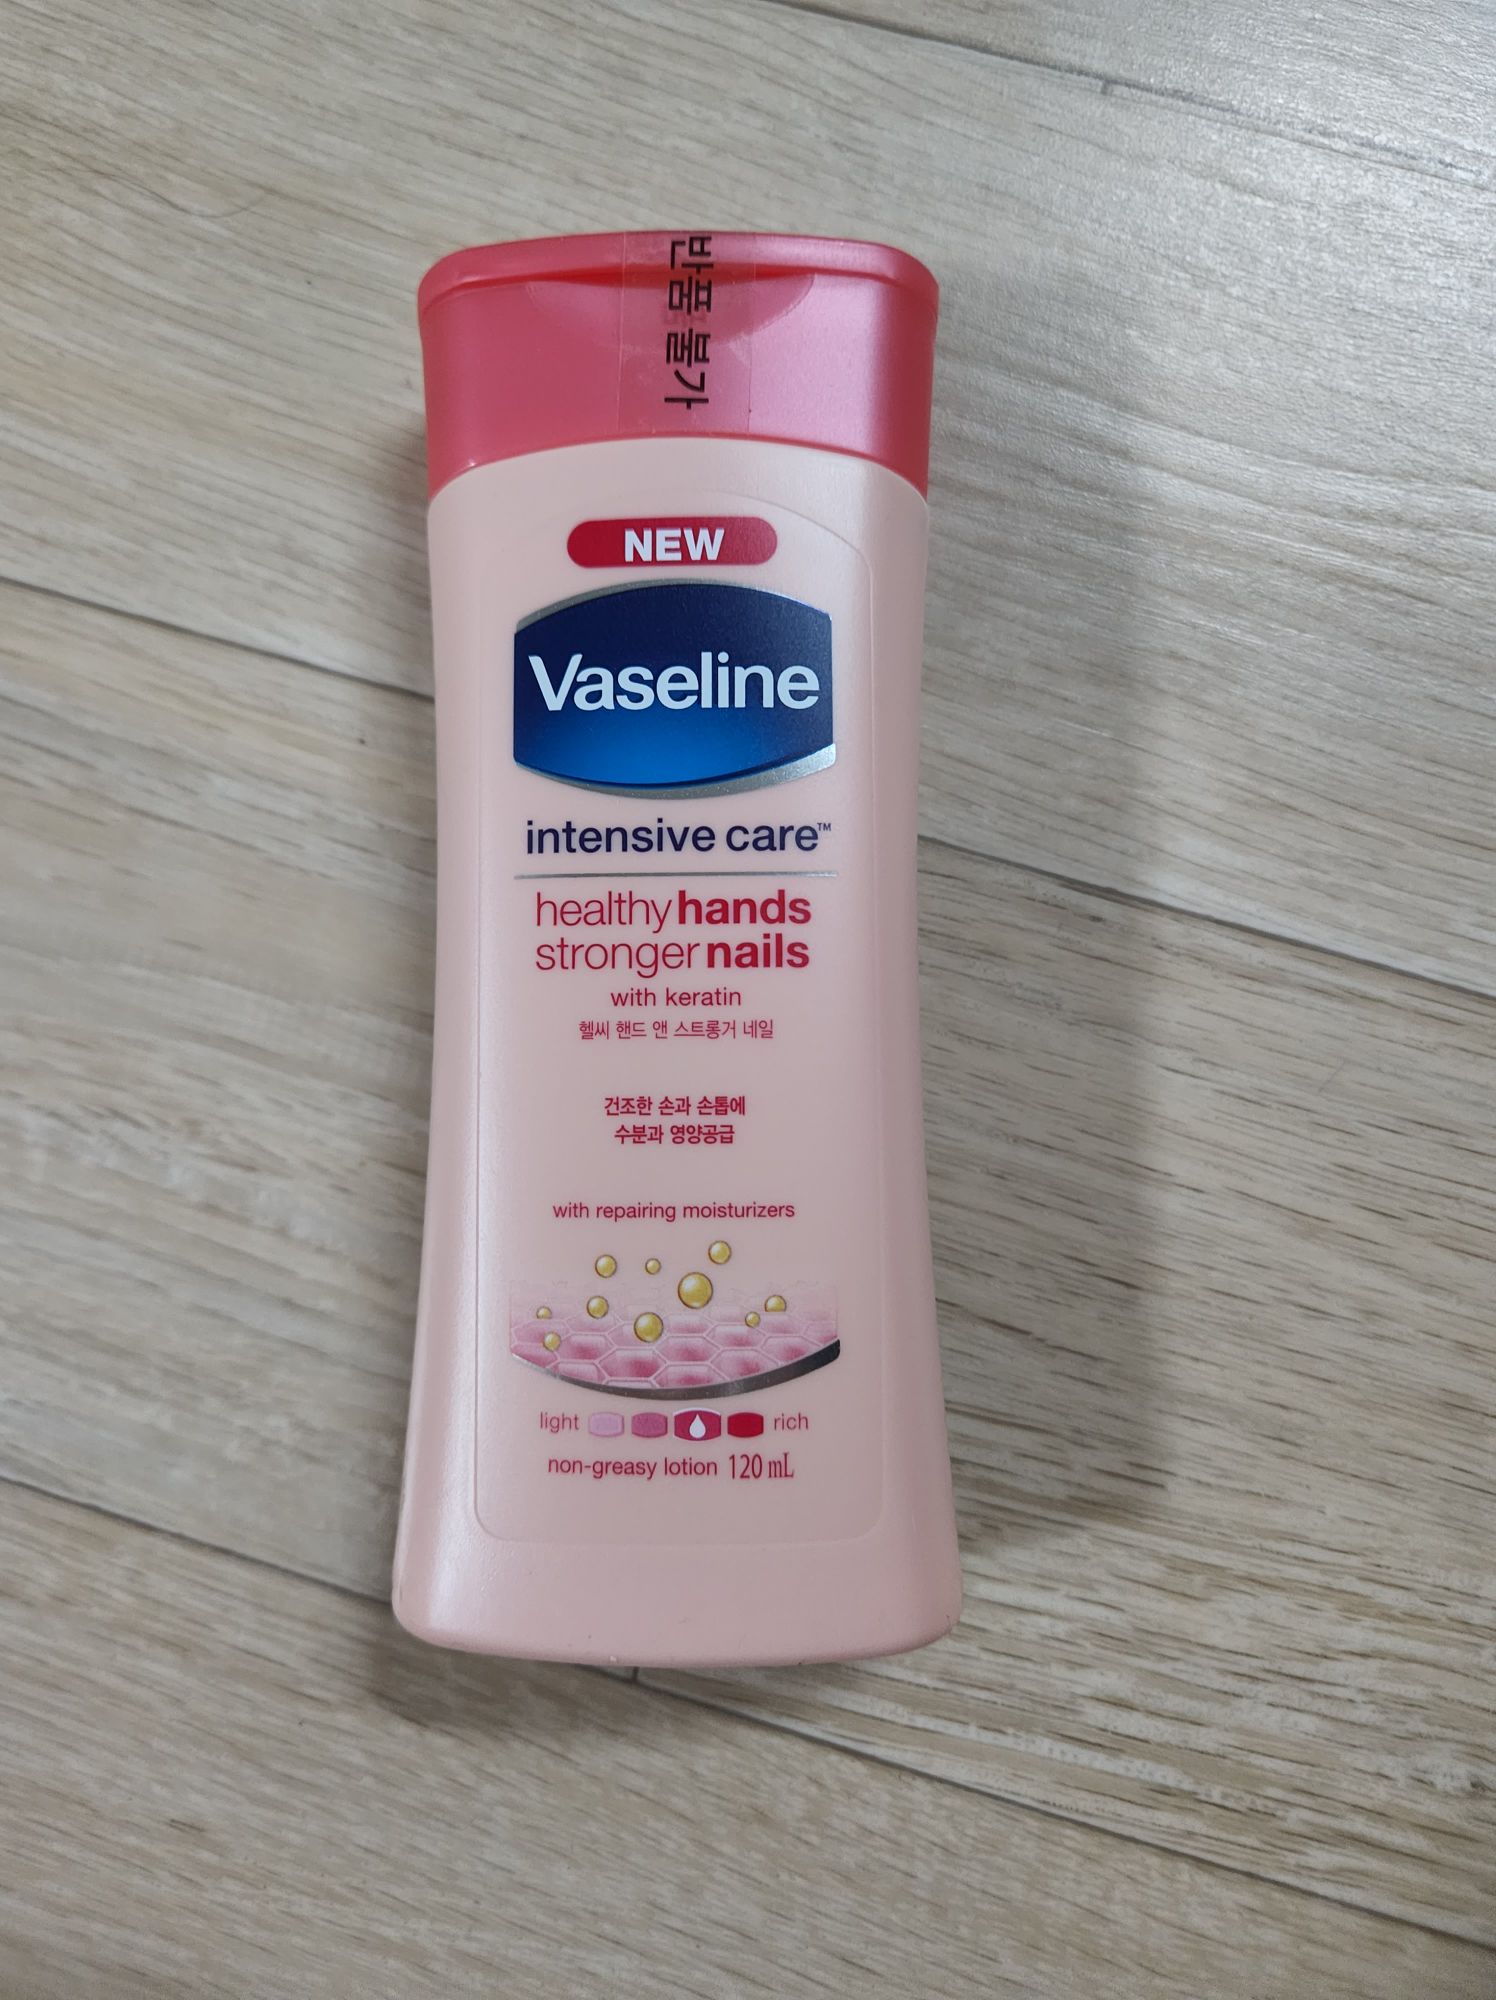 반품 불가
NEW
Vaseline
intensive care™
healthy hands
stronger nails
with keratin
헬씨 핸드 앤 스트롱거 네일
건조한 손과 손톱에
수분과 영양공급
with repairing moisturizers
light rich
non-greasy lotion 120 mL